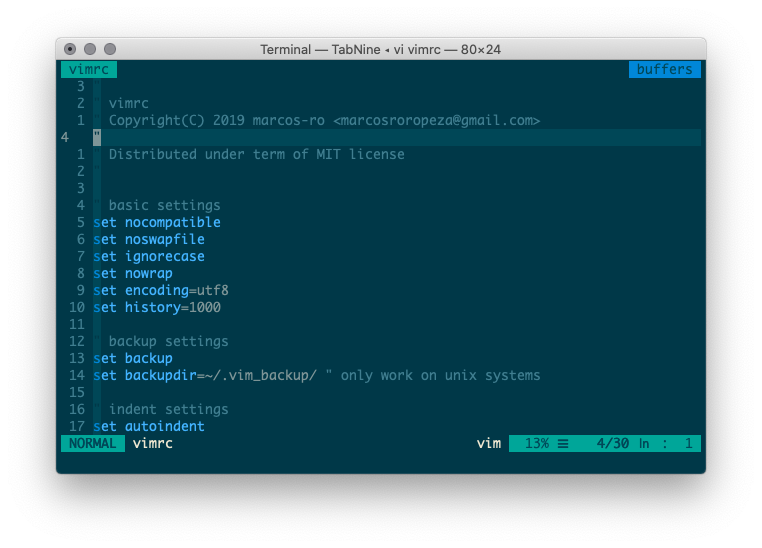 Terminal — TabNine ◂ vi vimrc — 80×24
vimrc buffers
3
2 vimrc
1 Copyright(C) 2019 marcos-ro <marcosroropeza@gmail.com>
4 "
1 Distributed under term of MIT license
2
3
4 basic settings
5 set nocompatible
6 set noswapfile
7 set ignorecase
8 set nowrap
9 set encoding=utf8
10 set history=1000
11
12 backup settings
13 set backup
14 set backupdir=~/.vim_backup/ " only work on unix systems
15
16 indent settings
17 set autoindent
NORMAL vimrc vim 13% ☰ 4/30 ln : 1